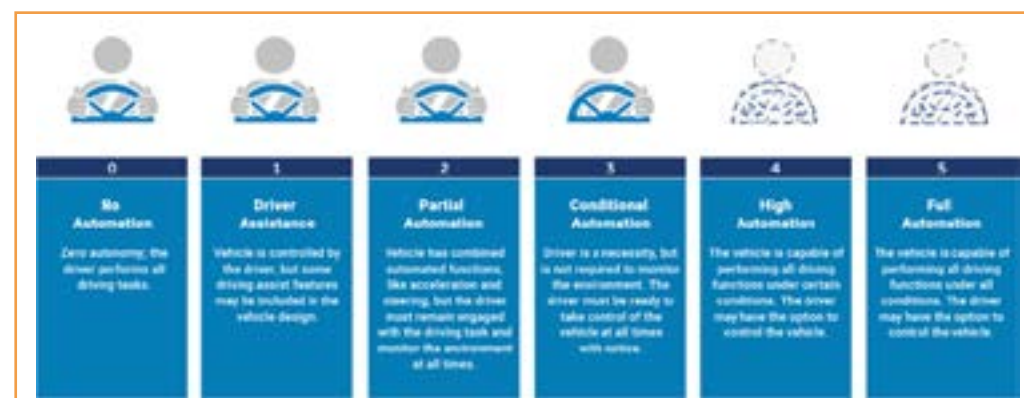 0
No
Automation
Zero autonomy; the
driver performs all
driving tasks.
1
Driver
Assistance
Vehicle is controlled by
the driver, but some
driving assist features
may be included in the
vehicle design.
2
Partial
Automation
Vehicle has combined
automated functions,
like acceleration and
steering, but the driver
must remain engaged
with the driving task and
monitor the environment
at all times.
3
Conditional
Automation
Driver is a necessity, but
is not required to monitor
the environment. The
driver must be ready to
take control of the
vehicle at all times
with notice.
4
High
Automation
The vehicle is capable of
performing all driving
functions under certain
conditions. The driver
may have the option to
control the vehicle.
5
Full
Automation
The vehicle is capable of
performing all driving
functions under all
conditions. The driver
may have the option to
control the vehicle.